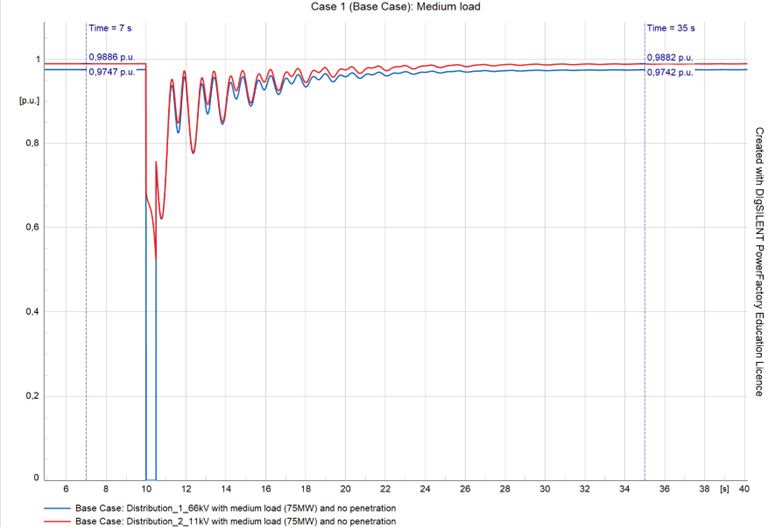 Case 1 (Base Case): Medium load
Time = 7 s
Time = 35 s
1
0,9886 p.u.
0,9882 p.u.
0,9747 p.u.
0,9742 p.u.
[p.u.]
0,8
0,6
0,4
0,2
0
6 8 10 12 14 16 18 20 22 24 26 28 30 32 34 36 38 [s] 40
Base Case: Distribution_1_66kV with medium load (75MW) and no penetration
Base Case: Distribution_2_11kV with medium load (75MW) and no penetration
Created with DIgSILENT PowerFactory Education Licence